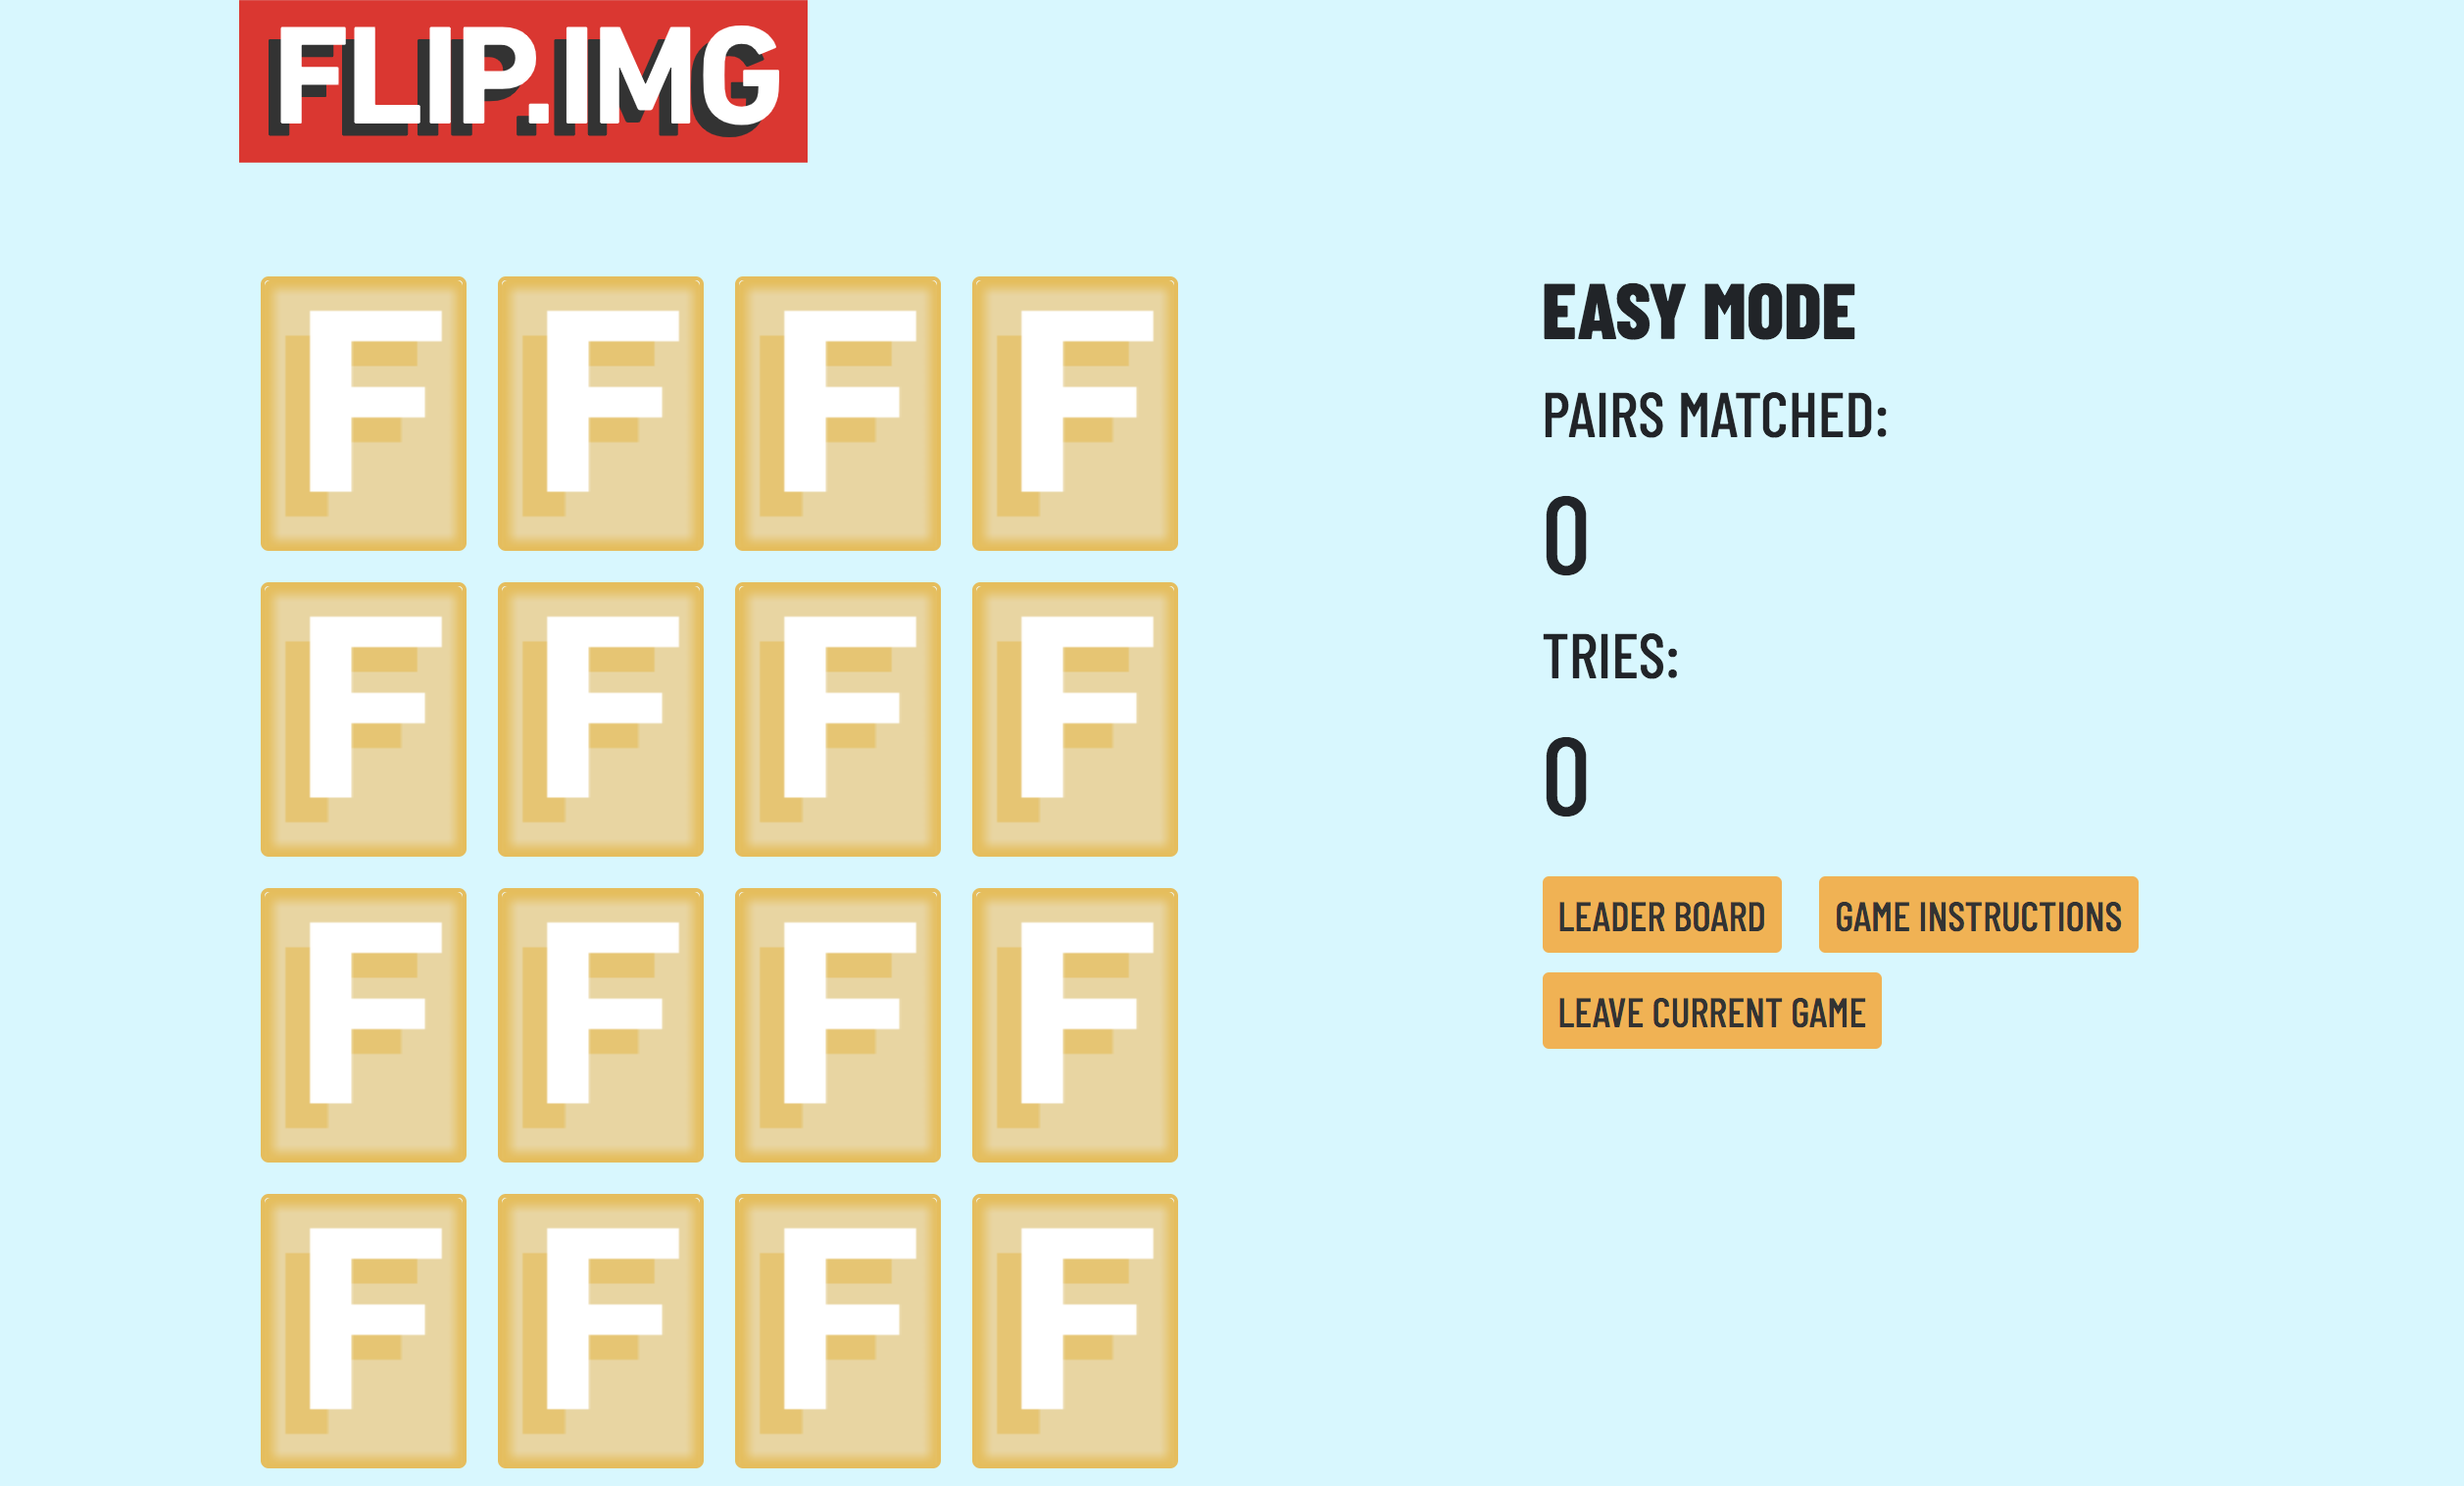 FLIP.IMG
F F F F
F F F F
F F F F
F F F F
EASY MODE
PAIRS MATCHED:
0
TRIES:
0
LEADER BOARD
GAME INSTRUCTIONS
LEAVE CURRENT GAME